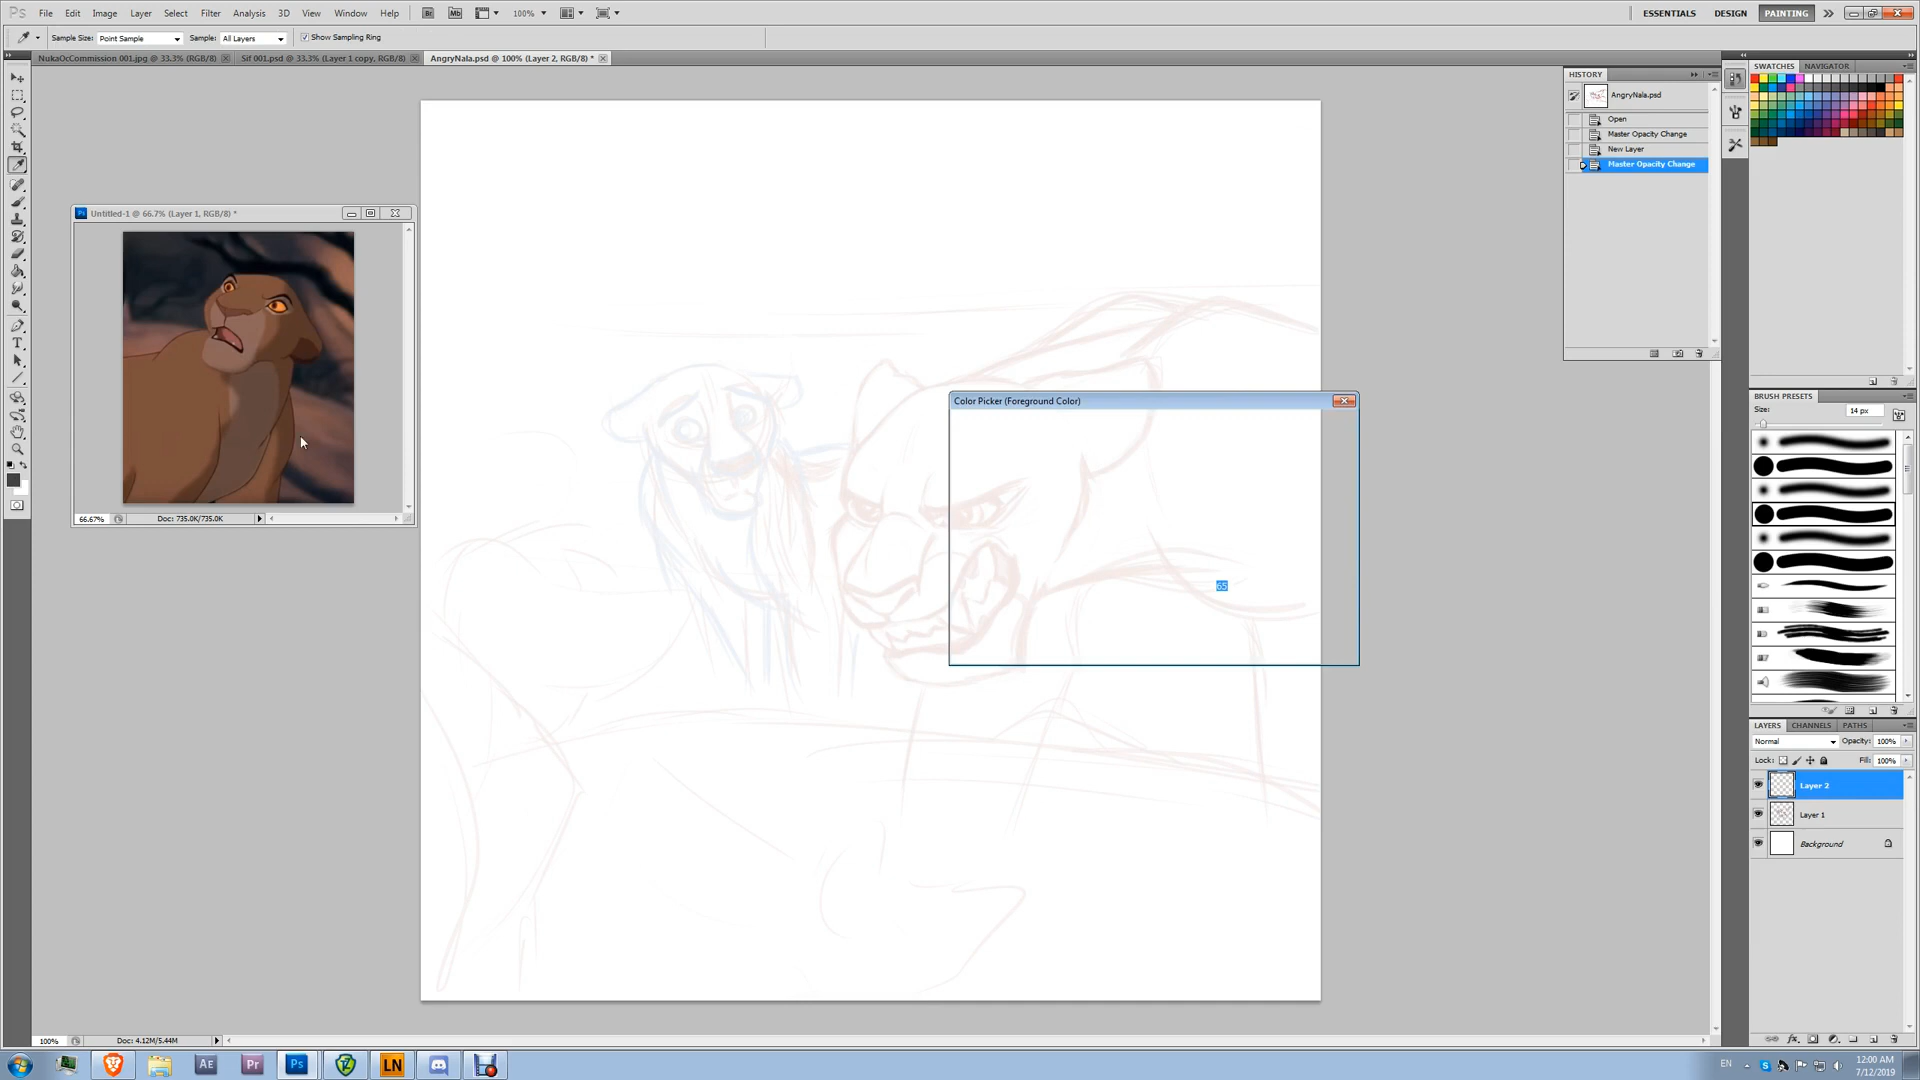 Ps File Edit Image Layer Select Filter Analysis 3D View Window Help Br Mb 100% ESSENTIALS DESIGN PAINTING
Sample Size: Point Sample Sample: All Layers Show Sampling Ring
NukaOcCommission 001.jpg @ 33.3% (RGB/8) Sif 001.psd @ 33.3% (Layer 1 copy, RGB/8) AngryNala.psd @ 100% (Layer 2, RGB/8) *
SWATCHES NAVIGATOR
HISTORY
AngryNala.psd
Open
Master Opacity Change
New Layer
Master Opacity Change
Untitled-1 @ 66.7% (Layer 1, RGB/8) *
66.67% Doc: 735.0K/735.0K
Color Picker (Foreground Color)
65
BRUSH PRESETS
Size: 14 px
LAYERS CHANNELS PATHS
Normal Opacity: 100%
Lock: Fill: 100%
Layer 2
Layer 1
Background
100% Doc: 4.12M/5.44M
Ae Pr Ps LN EN 12:00 AM
7/12/2019